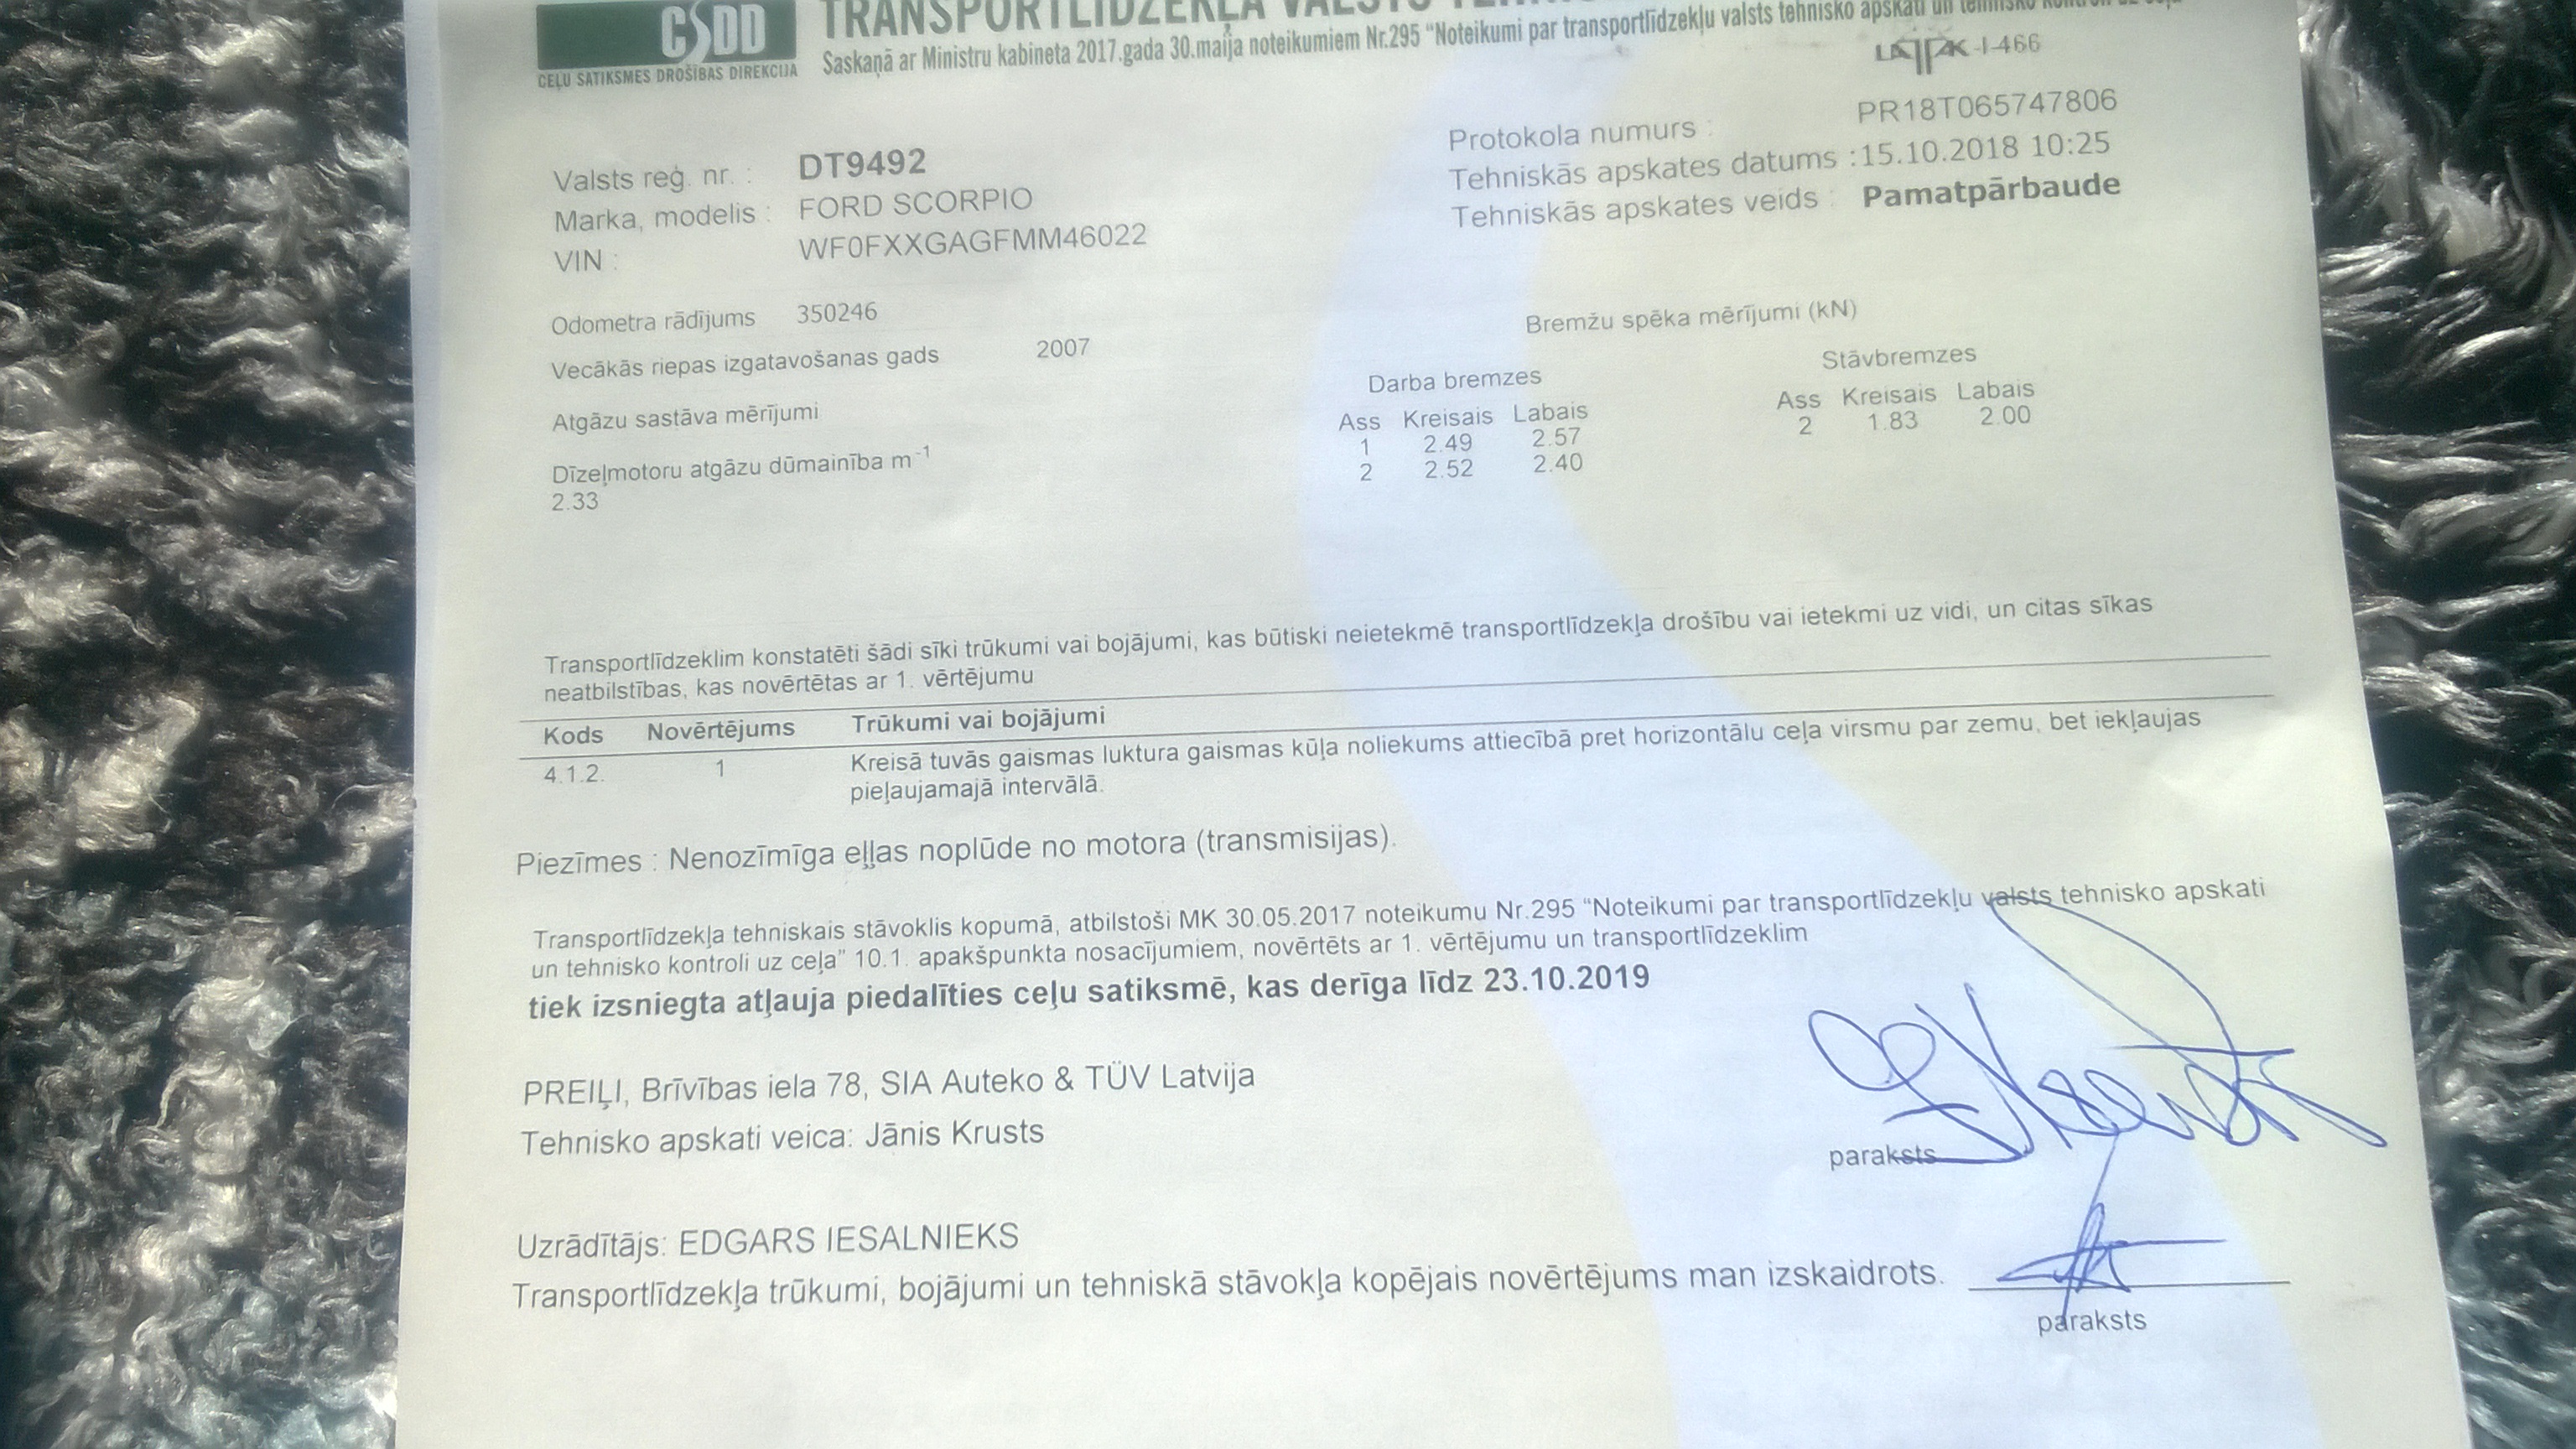 CSDD
CEĻU SATIKSMES DROŠĪBAS DIREKCIJA
TRANSPORTLĪDZEKĻA VALSTS
Saskaņā ar Ministru kabineta 2017.gada 30.maija noteikumiem Nr.295 “Noteikumi par transportlīdzekļu valsts tehnisko apskati un tehnisko
LATAK -I-466
Valsts reģ. nr. : DT9492
Marka, modelis : FORD SCORPIO
VIN : WF0FXXGAGFMM46022
Protokola numurs : PR18T065747806
Tehniskās apskates datums :15.10.2018 10:25
Tehniskās apskates veids : Pamatpārbaude
Odometra rādījums 350246
Vecākās riepas izgatavošanas gads 2007
Atgāzu sastāva mērījumi
Dīzeļmotoru atgāzu dūmainība m-1
2.33
Bremžu spēka mērījumi (kN)
Darba bremzes
Ass Kreisais Labais
1 2.49 2.57
2 2.52 2.40
Stāvbremzes
Ass Kreisais Labais
2 1.83 2.00
Transportlīdzeklim konstatēti šādi sīki trūkumi vai bojājumi, kas būtiski neietekmē transportlīdzekļa drošību vai ietekmi uz vidi, un citas sīkas
neatbilstības, kas novērtētas ar 1. vērtējumu
Kods Novērtējums Trūkumi vai bojājumi
4.1.2. 1 Kreisā tuvās gaismas luktura gaismas kūļa noliekums attiecībā pret horizontālu ceļa virsmu par zemu, bet iekļaujas
pieļaujamajā intervālā.
Piezīmes : Nenozīmīga eļļas noplūde no motora (transmisijas).
Transportlīdzekļa tehniskais stāvoklis kopumā, atbilstoši MK 30.05.2017 noteikumu Nr.295 “Noteikumi par transportlīdzekļu valsts tehnisko apskati
un tehnisko kontroli uz ceļa” 10.1. apakšpunkta nosacījumiem, novērtēts ar 1. vērtējumu un transportlīdzeklim
tiek izsniegta atļauja piedalīties ceļu satiksmē, kas derīga līdz 23.10.2019
PREIĻI, Brīvības iela 78, SIA Auteko & TÜV Latvija
Tehnisko apskati veica: Jānis Krusts
paraksts
Uzrādītājs: EDGARS IESALNIEKS
Transportlīdzekļa trūkumi, bojājumi un tehniskā stāvokļa kopējais novērtējums man izskaidrots.
paraksts